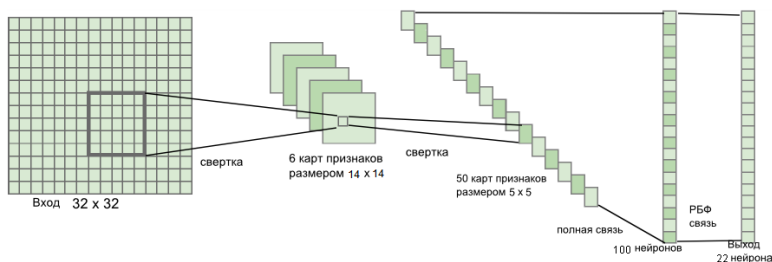 Вход 32 x 32
свертка
6 карт признаков
размером 14 x 14
свертка
50 карт признаков
размером 5 x 5
полная связь
100 нейронов
РБФ
связь
Выход
22 нейрона